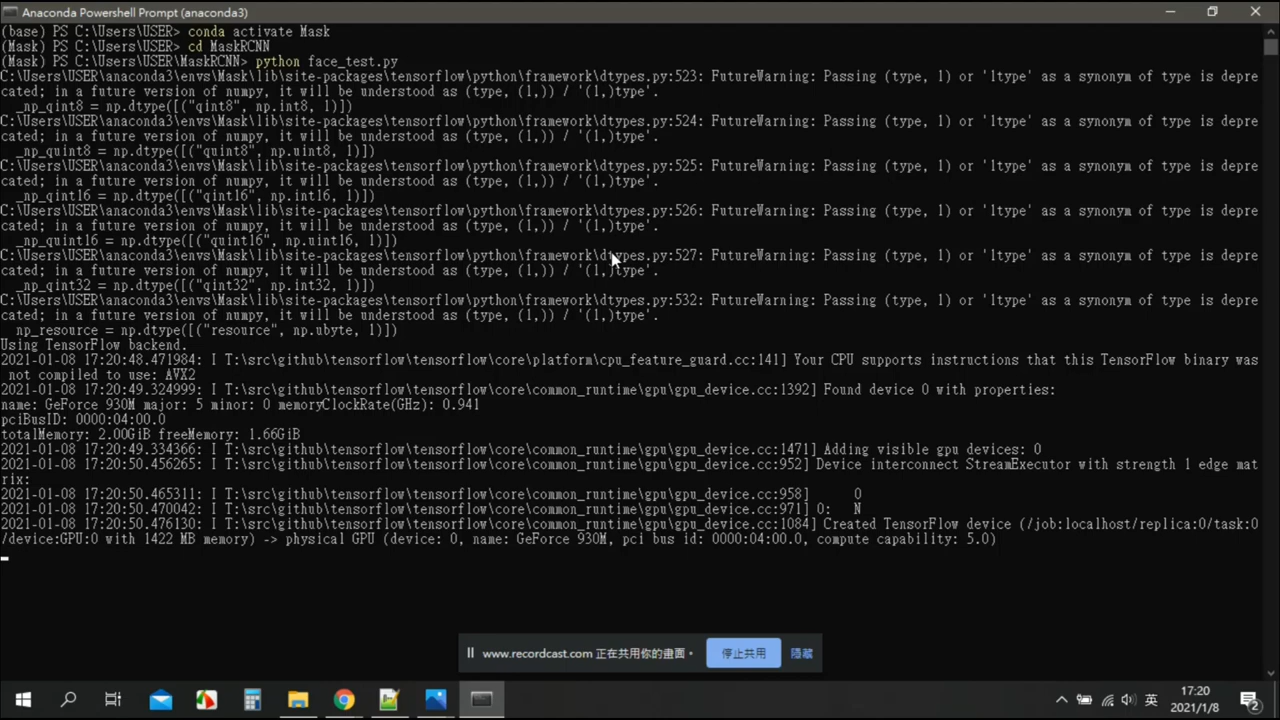 Anaconda Powershell Prompt (anaconda3)
(base) PS C:\Users\USER> conda activate Mask
(Mask) PS C:\Users\USER> cd MaskRCNN
(Mask) PS C:\Users\USER\MaskRCNN> python face_test.py
C:\Users\USER\anaconda3\envs\Mask\lib\site-packages\tensorflow\python\framework\dtypes.py:523: FutureWarning: Passing (type, 1) or '1type' as a synonym of type is depre
cated; in a future version of numpy, it will be understood as (type, (1,)) / '(1,)type'.
_np_qint8 = np.dtype([("qint8", np.int8, 1)])
C:\Users\USER\anaconda3\envs\Mask\lib\site-packages\tensorflow\python\framework\dtypes.py:524: FutureWarning: Passing (type, 1) or '1type' as a synonym of type is depre
cated; in a future version of numpy, it will be understood as (type, (1,)) / '(1,)type'.
_np_quint8 = np.dtype([("quint8", np.uint8, 1)])
C:\Users\USER\anaconda3\envs\Mask\lib\site-packages\tensorflow\python\framework\dtypes.py:525: FutureWarning: Passing (type, 1) or '1type' as a synonym of type is depre
cated; in a future version of numpy, it will be understood as (type, (1,)) / '(1,)type'.
_np_qint16 = np.dtype([("qint16", np.int16, 1)])
C:\Users\USER\anaconda3\envs\Mask\lib\site-packages\tensorflow\python\framework\dtypes.py:526: FutureWarning: Passing (type, 1) or '1type' as a synonym of type is depre
cated; in a future version of numpy, it will be understood as (type, (1,)) / '(1,)type'.
_np_quint16 = np.dtype([("quint16", np.uint16, 1)])
C:\Users\USER\anaconda3\envs\Mask\lib\site-packages\tensorflow\python\framework\dtypes.py:527: FutureWarning: Passing (type, 1) or '1type' as a synonym of type is depre
cated; in a future version of numpy, it will be understood as (type, (1,)) / '(1,)type'.
_np_qint32 = np.dtype([("qint32", np.int32, 1)])
C:\Users\USER\anaconda3\envs\Mask\lib\site-packages\tensorflow\python\framework\dtypes.py:532: FutureWarning: Passing (type, 1) or '1type' as a synonym of type is depre
cated; in a future version of numpy, it will be understood as (type, (1,)) / '(1,)type'.
np_resource = np.dtype([("resource", np.ubyte, 1)])
Using TensorFlow backend.
2021-01-08 17:20:48.471984: I T:\src\github\tensorflow\tensorflow\core\platform\cpu_feature_guard.cc:141] Your CPU supports instructions that this TensorFlow binary was
not compiled to use: AVX2
2021-01-08 17:20:49.324999: I T:\src\github\tensorflow\tensorflow\core\common_runtime\gpu\gpu_device.cc:1392] Found device 0 with properties:
name: GeForce 930M major: 5 minor: 0 memoryClockRate(GHz): 0.941
pciBusID: 0000:04:00.0
totalMemory: 2.00GiB freeMemory: 1.66GiB
2021-01-08 17:20:49.334366: I T:\src\github\tensorflow\tensorflow\core\common_runtime\gpu\gpu_device.cc:1471] Adding visible gpu devices: 0
2021-01-08 17:20:50.456265: I T:\src\github\tensorflow\tensorflow\core\common_runtime\gpu\gpu_device.cc:952] Device interconnect StreamExecutor with strength 1 edge mat
rix:
2021-01-08 17:20:50.465311: I T:\src\github\tensorflow\tensorflow\core\common_runtime\gpu\gpu_device.cc:958]      0
2021-01-08 17:20:50.470042: I T:\src\github\tensorflow\tensorflow\core\common_runtime\gpu\gpu_device.cc:971] 0:   N
2021-01-08 17:20:50.476130: I T:\src\github\tensorflow\tensorflow\core\common_runtime\gpu\gpu_device.cc:1084] Created TensorFlow device (/job:localhost/replica:0/task:0
/device:GPU:0 with 1422 MB memory) -> physical GPU (device: 0, name: GeForce 930M, pci bus id: 0000:04:00.0, compute capability: 5.0)
www.recordcast.com 正在共用你的畫面。 停止共用 隱藏
英 17:20
2021/1/8 2